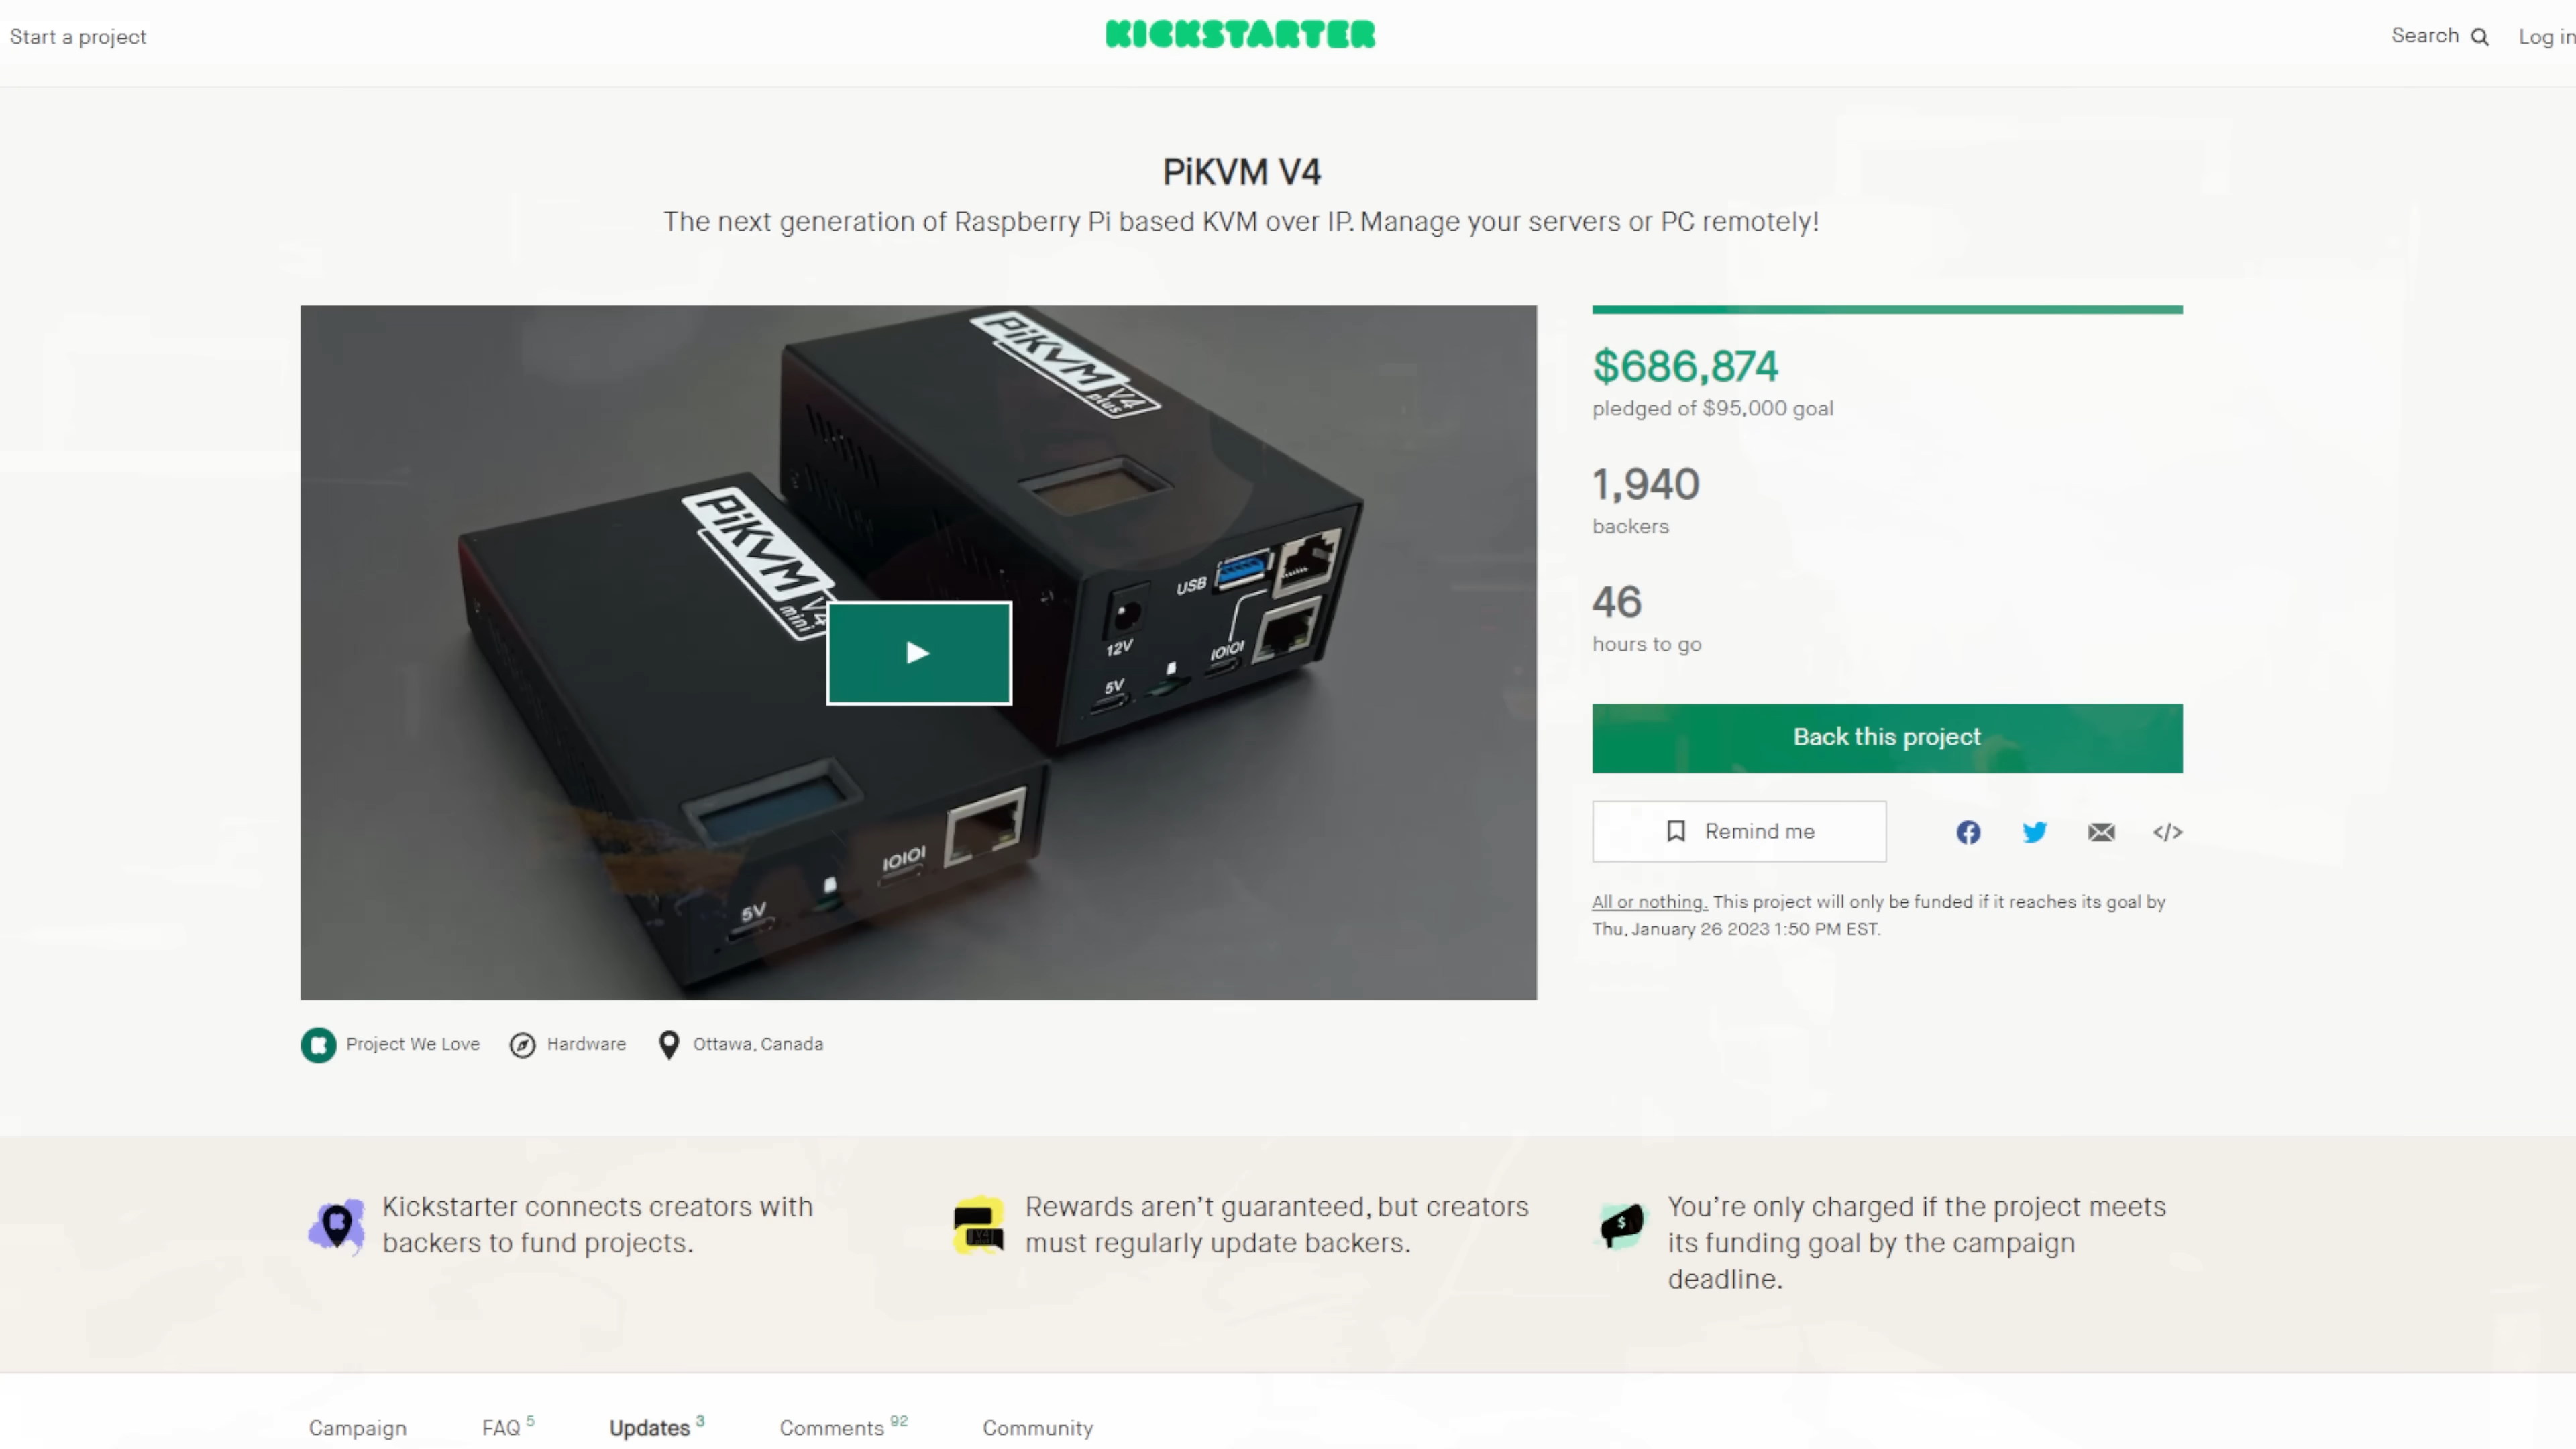 Start a project
KICKSTARTER
Search
Log in
PiKVM V4
The next generation of Raspberry Pi based KVM over IP. Manage your servers or PC remotely!
PiKVM
V4
plus
USB
12V
5V
IOIOI
PiKVM
V4
mini
IOIOI
5V
$686,874
pledged of $95,000 goal
1,940
backers
46
hours to go
Back this project
Remind me
</>
All or nothing. This project will only be funded if it reaches its goal by
Thu, January 26 2023 1:50 PM EST.
Project We Love
Hardware
Ottawa, Canada
Kickstarter connects creators with
backers to fund projects.
Rewards aren't guaranteed, but creators
must regularly update backers.
You're only charged if the project meets
its funding goal by the campaign
deadline.
Campaign
FAQ 5
Updates 3
Comments 92
Community